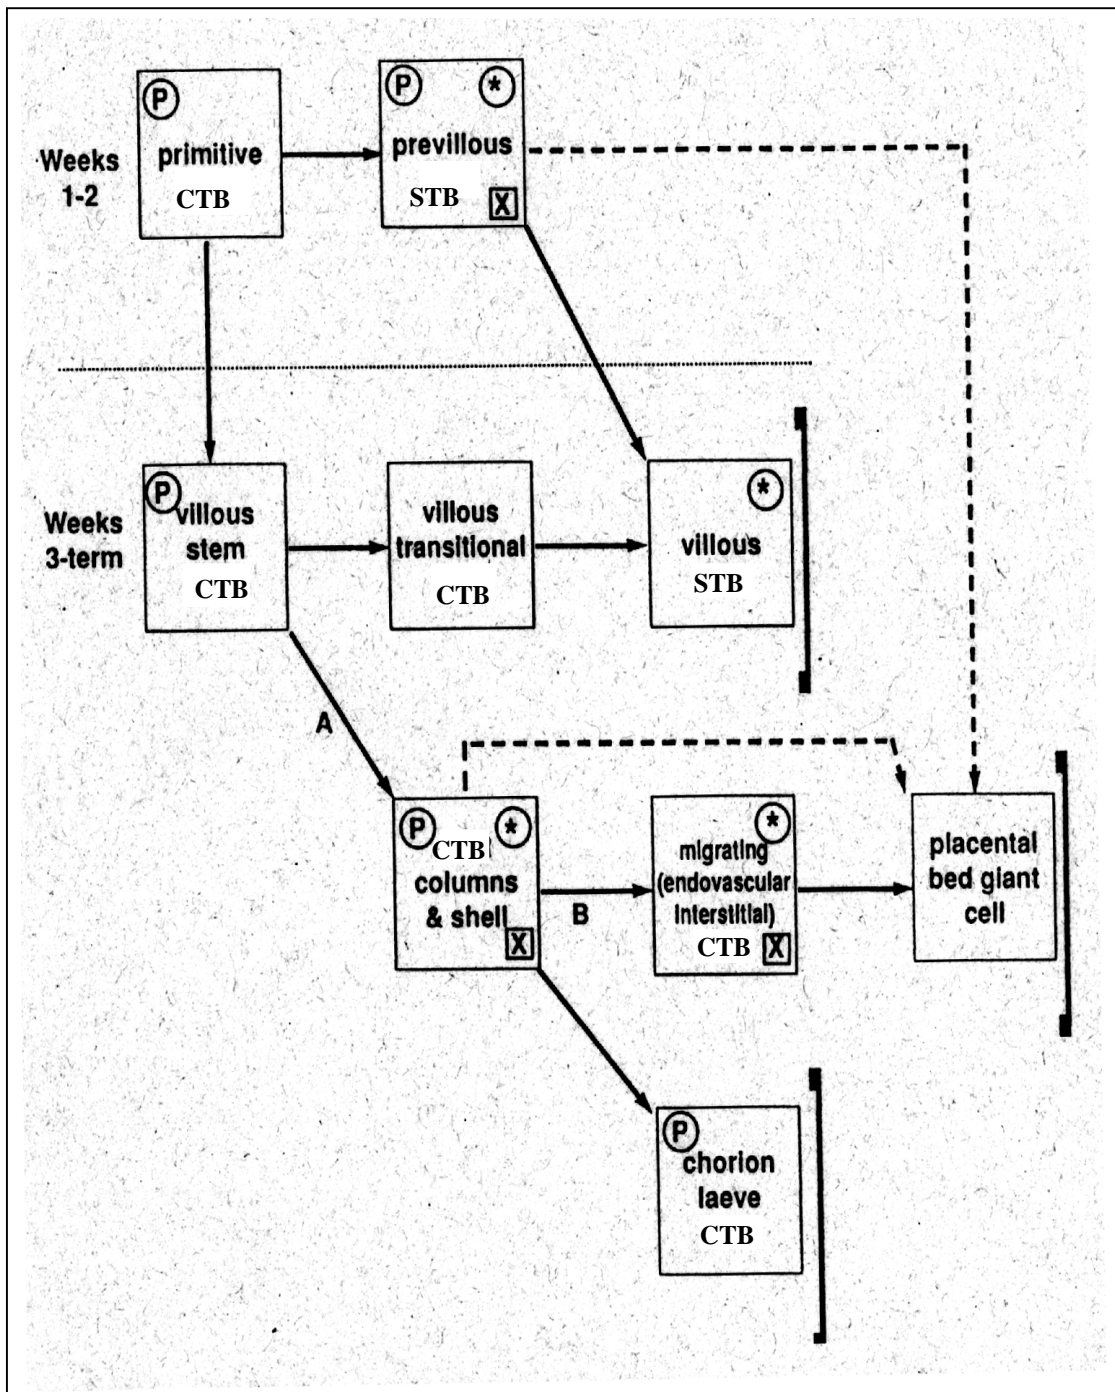 Weeks
1-2
P
primitive
CTB
P *
previllous
STB
X
Weeks
3-term
P
villous
stem
CTB
villous
transitional
CTB
*
villous
STB
A
P *
CTB
columns
& shell
X
B
*
migrating
(endovascular
interstitial)
CTB X
placental
bed giant
cell
P
chorion
laeve
CTB